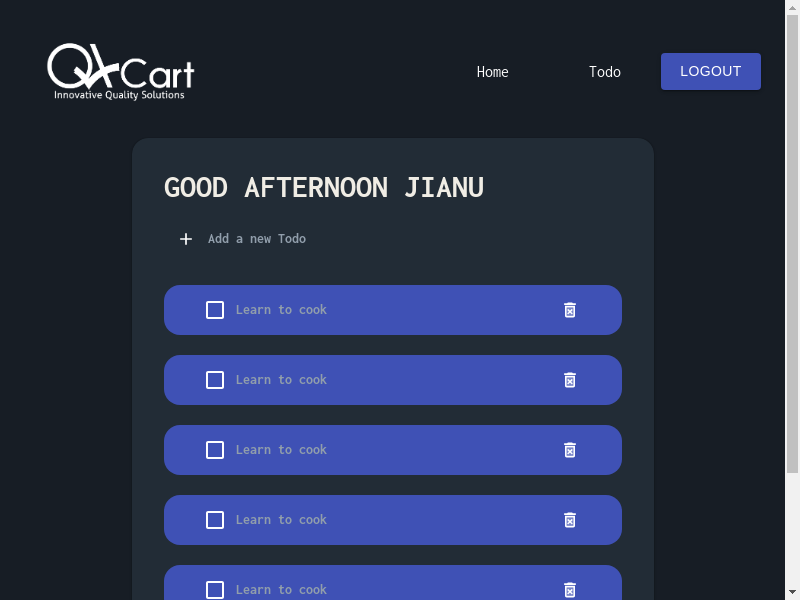 QkCart
Innovative Quality Solutions
Home
Todo
LOGOUT
GOOD AFTERNOON JIANU
Add a new Todo
Learn to cook
Learn to cook
Learn to cook
Learn to cook
Learn to cook